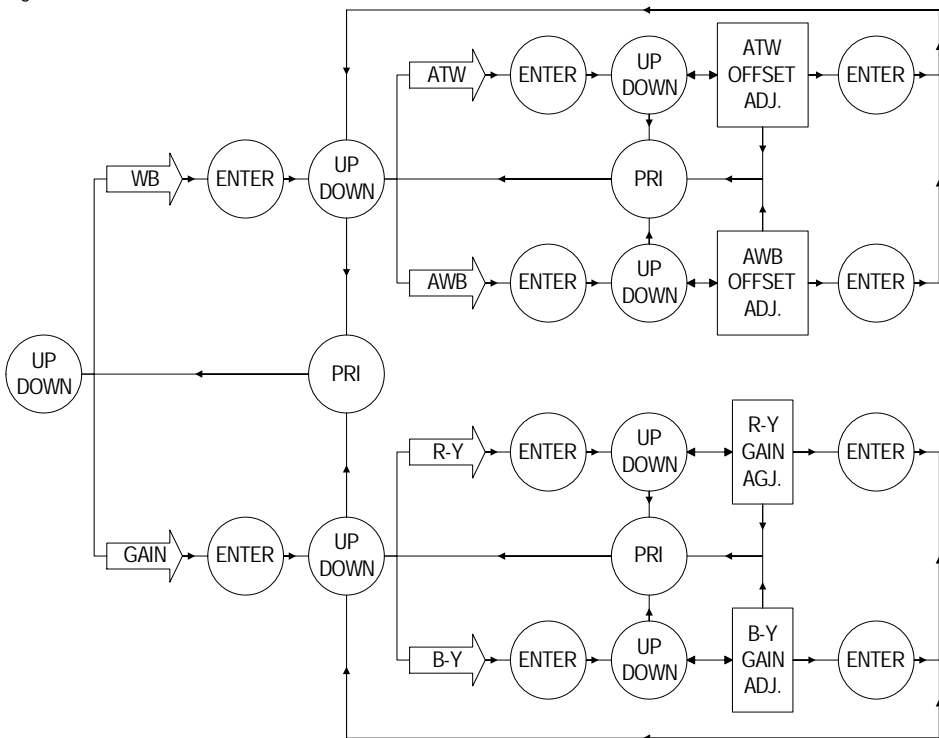 ATW
ENTER
UP
DOWN
ATW
OFFSET
ADJ.
ENTER
WB
ENTER
UP
DOWN
PRI
AWB
ENTER
UP
DOWN
AWB
OFFSET
ADJ.
ENTER
UP
DOWN
PRI
R-Y
ENTER
UP
DOWN
R-Y
GAIN
AGJ.
ENTER
GAIN
ENTER
UP
DOWN
PRI
B-Y
ENTER
UP
DOWN
B-Y
GAIN
ADJ.
ENTER